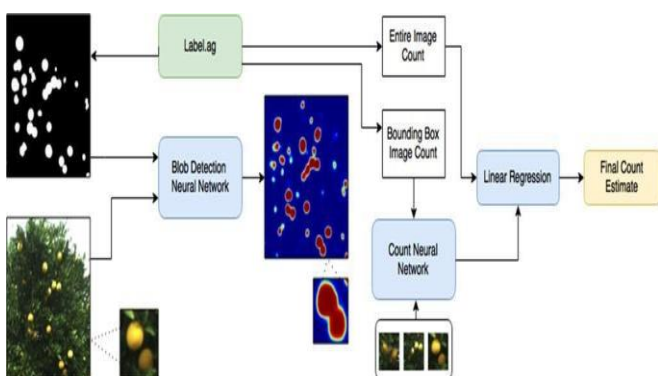 Label.ag
Entire Image
Count
Bounding Box
Image Count
Blob Detection
Neural Network
Linear Regression
Final Count
Estimate
Count Neural
Network